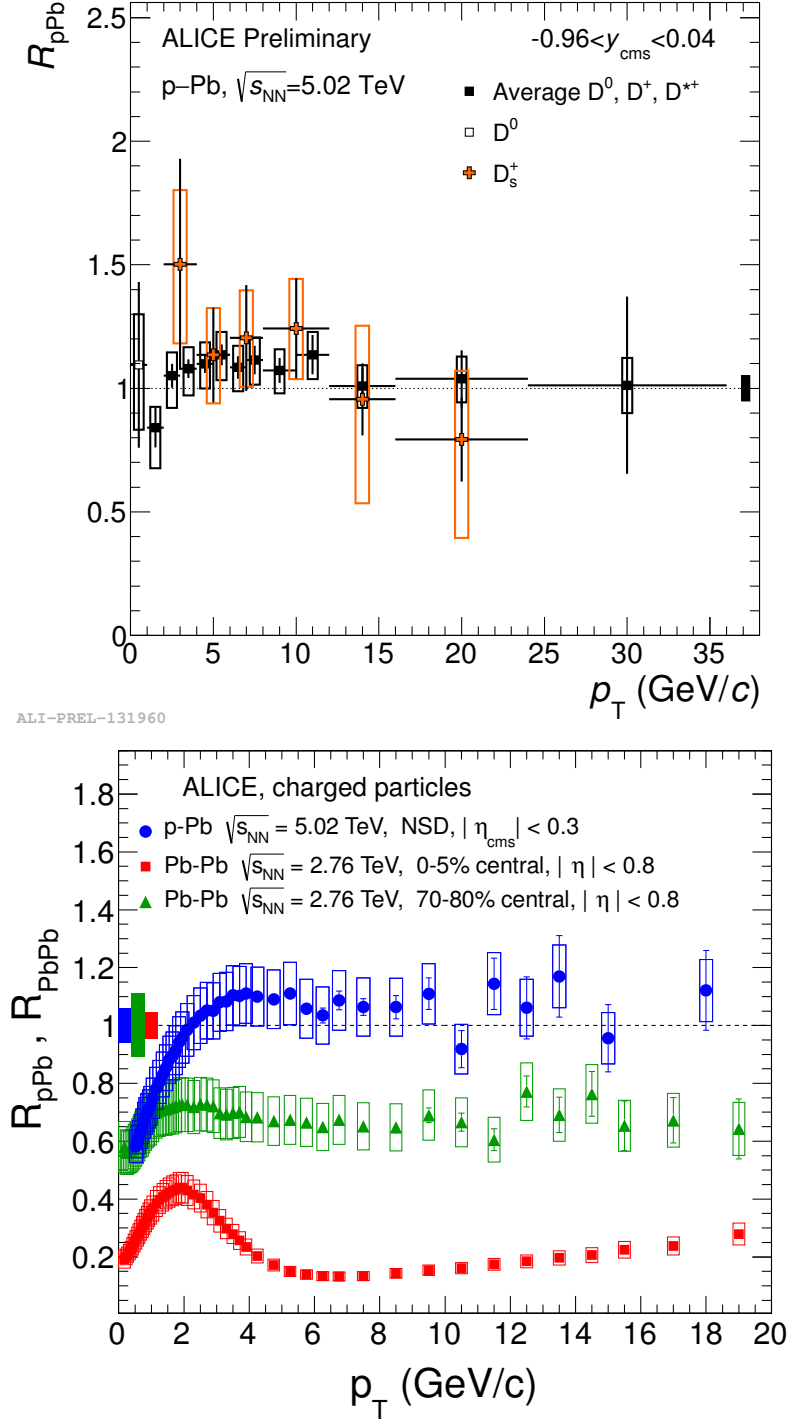 R_pPb
ALICE Preliminary
-0.96<y_cms<0.04
p–Pb, √s_NN=5.02 TeV
Average D⁰, D⁺, D*⁺
D⁰
D_s⁺
2.5
2
1.5
1
0.5
0
0 5 10 15 20 25 30 35
p_T (GeV/c)
ALI-PREL-131960
R_pPb , R_PbPb
ALICE, charged particles
p-Pb √s_NN = 5.02 TeV, NSD, | η_cms | < 0.3
Pb-Pb √s_NN = 2.76 TeV, 0-5% central, | η | < 0.8
Pb-Pb √s_NN = 2.76 TeV, 70-80% central, | η | < 0.8
1.8
1.6
1.4
1.2
1
0.8
0.6
0.4
0.2
0 2 4 6 8 10 12 14 16 18 20
p_T (GeV/c)